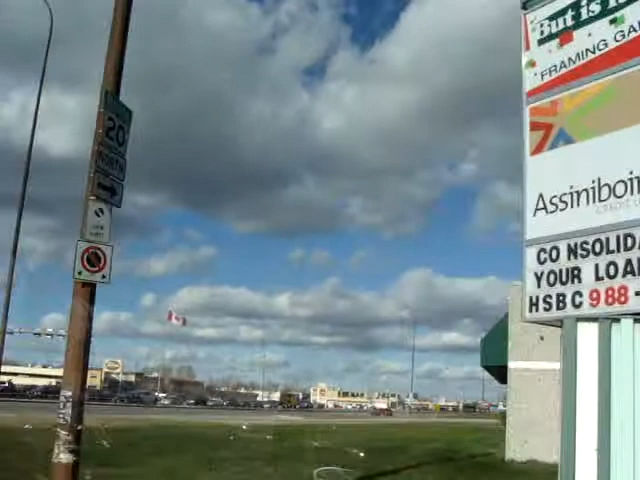 20
NORTH
But is
FRAMING GA
Assiniboi
CO NSOLIDA
YOUR LOA
HSBC 988-